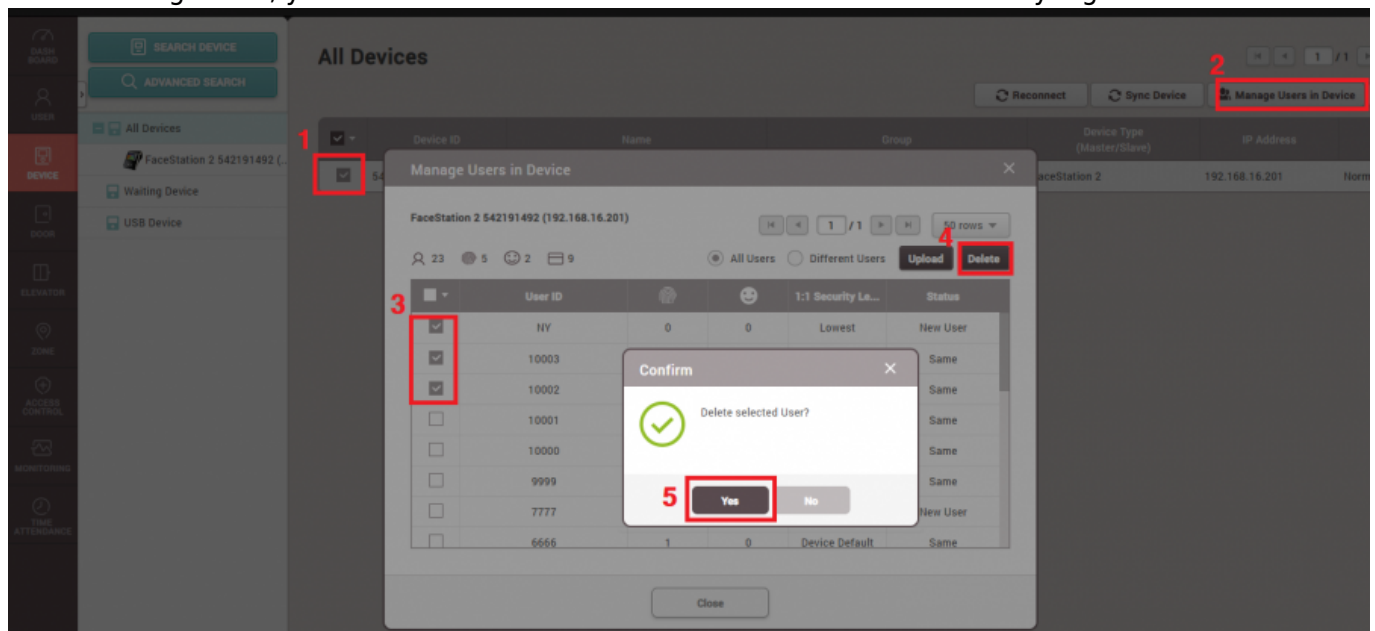 DASH
BOARD
USER
DEVICE
DOOR
ELEVATOR
ZONE
ACCESS
CONTROL
MONITORING
TIME
ATTENDANCE
SEARCH DEVICE
ADVANCED SEARCH
All Devices
FaceStation 2 542191492 (..
Waiting Device
USB Device
All Devices
1 / 1
2
Reconnect
Sync Device
Manage Users in Device
1
Device ID
Name
Group
Device Type
(Master/Slave)
IP Address
54
aceStation 2
192.168.16.201
Norm
Manage Users in Device
FaceStation 2 542191492 (192.168.16.201)
1 / 1
50 rows
4
23 5 2 9
All Users
Different Users
Upload
Delete
3
User ID
1:1 Security Le...
Status
NY 0 0 Lowest New User
10003 Same
10002 Same
10001 Same
10000 Same
9999 Same
7777 New User
6666 1 0 Device Default Same
Confirm
Delete selected User?
5
Yes
No
Close